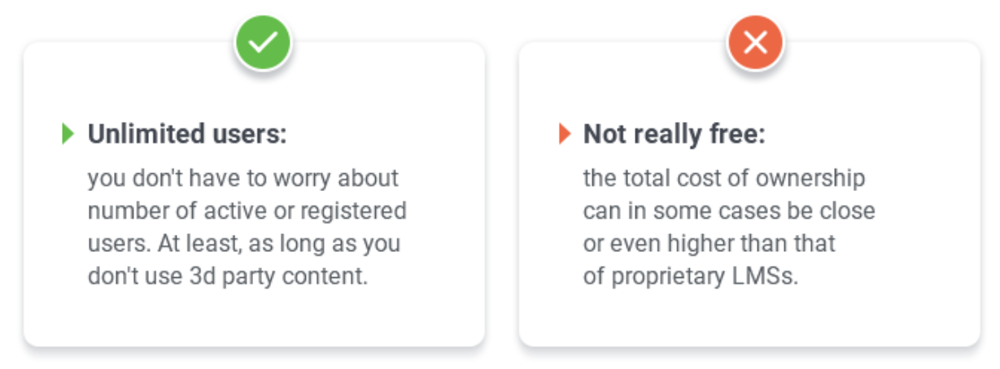 Unlimited users:
you don't have to worry about
number of active or registered
users. At least, as long as you
don't use 3d party content.
Not really free:
the total cost of ownership
can in some cases be close
or even higher than that
of proprietary LMSs.